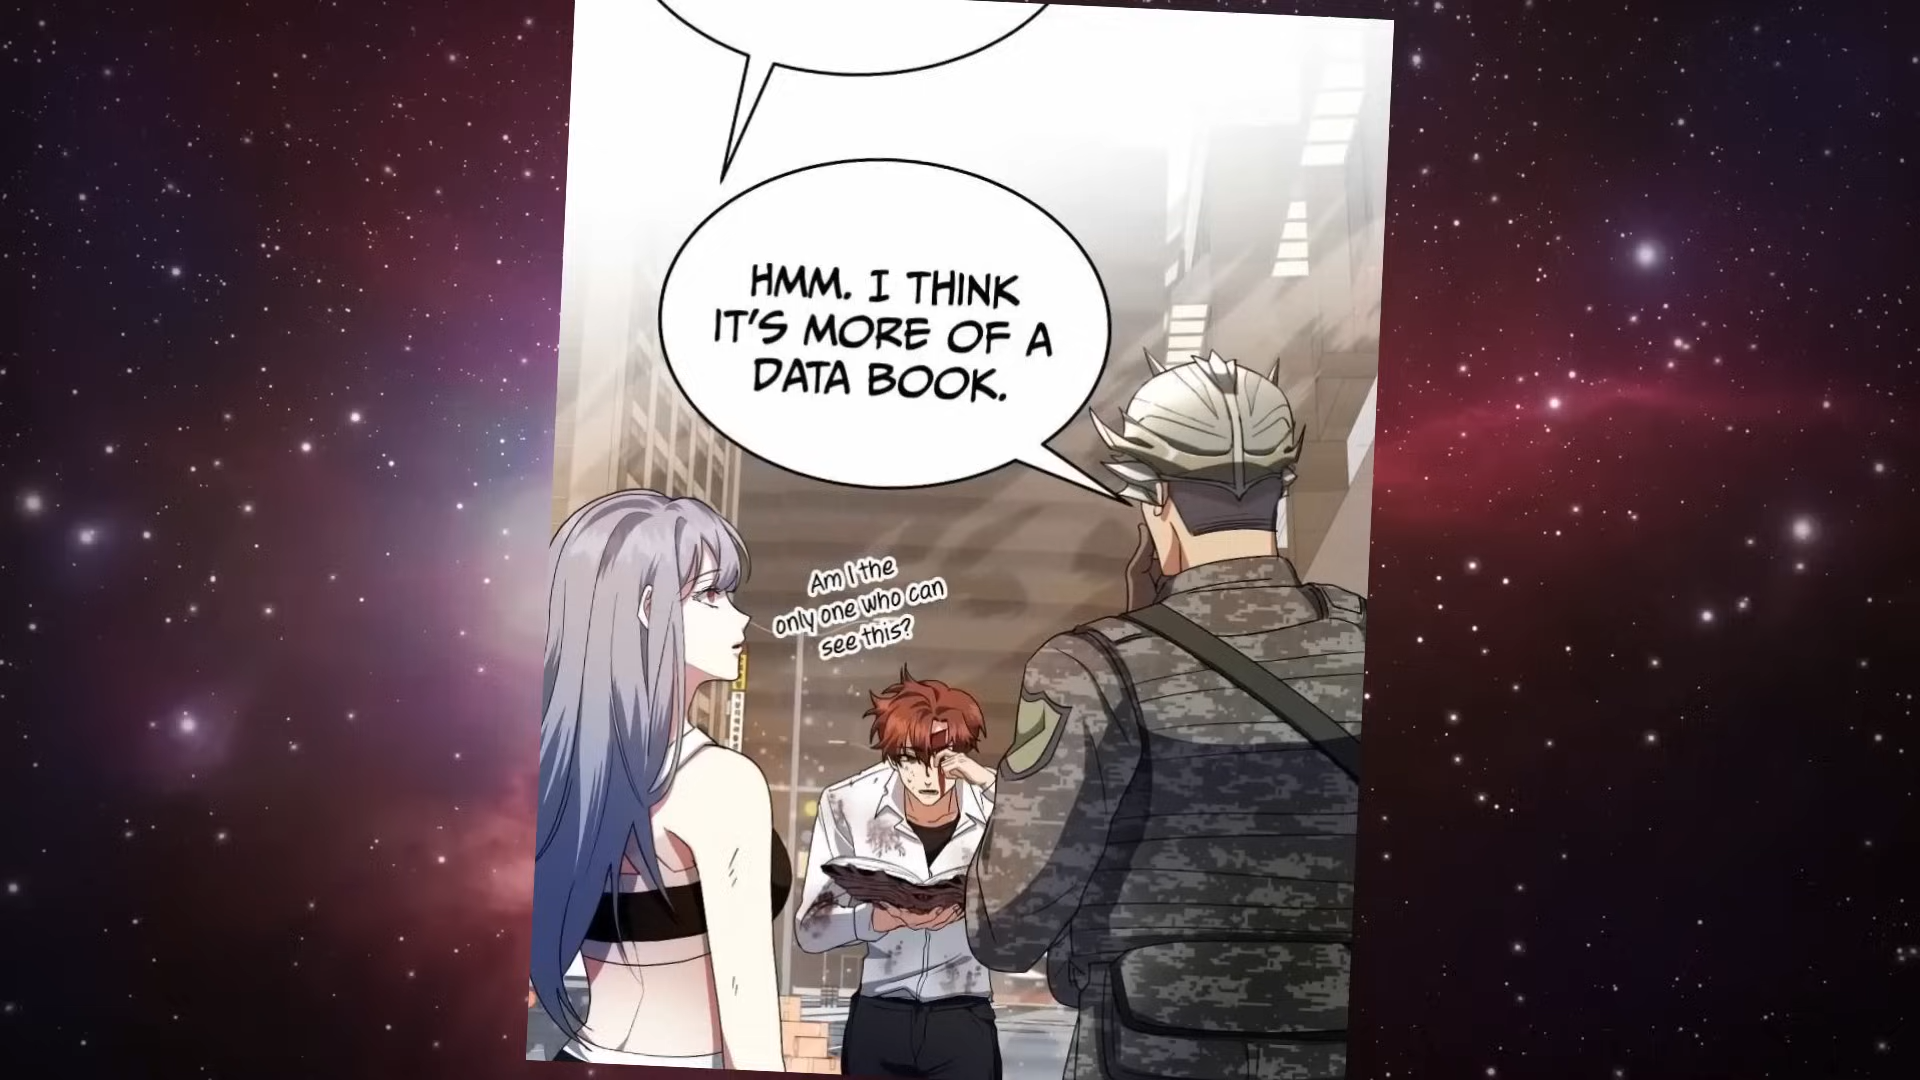 HMM. I THINK
IT'S MORE OF A
DATA BOOK.
Am I the
only one who can
see this?